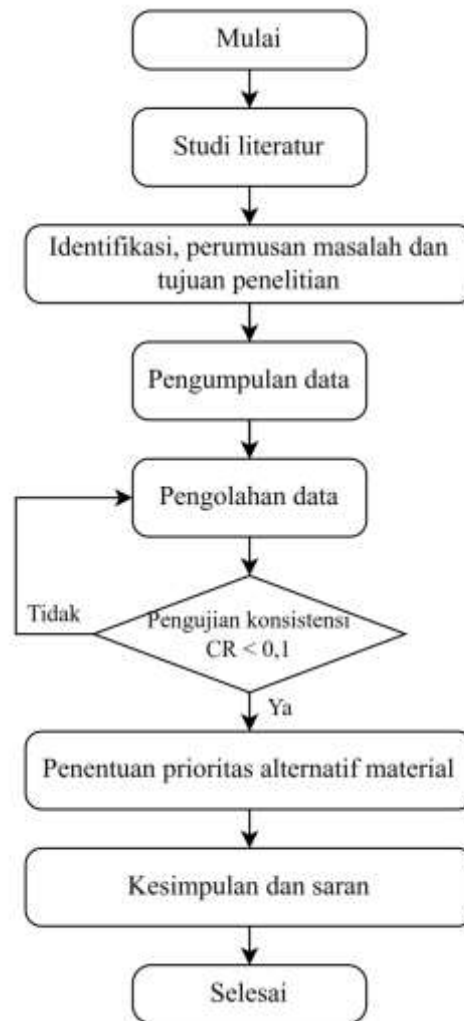 Mulai
Studi literatur
Identifikasi, perumusan masalah dan
tujuan penelitian
Pengumpulan data
Pengolahan data
Tidak
Pengujian konsistensi
CR < 0,1
Ya
Penentuan prioritas alternatif material
Kesimpulan dan saran
Selesai